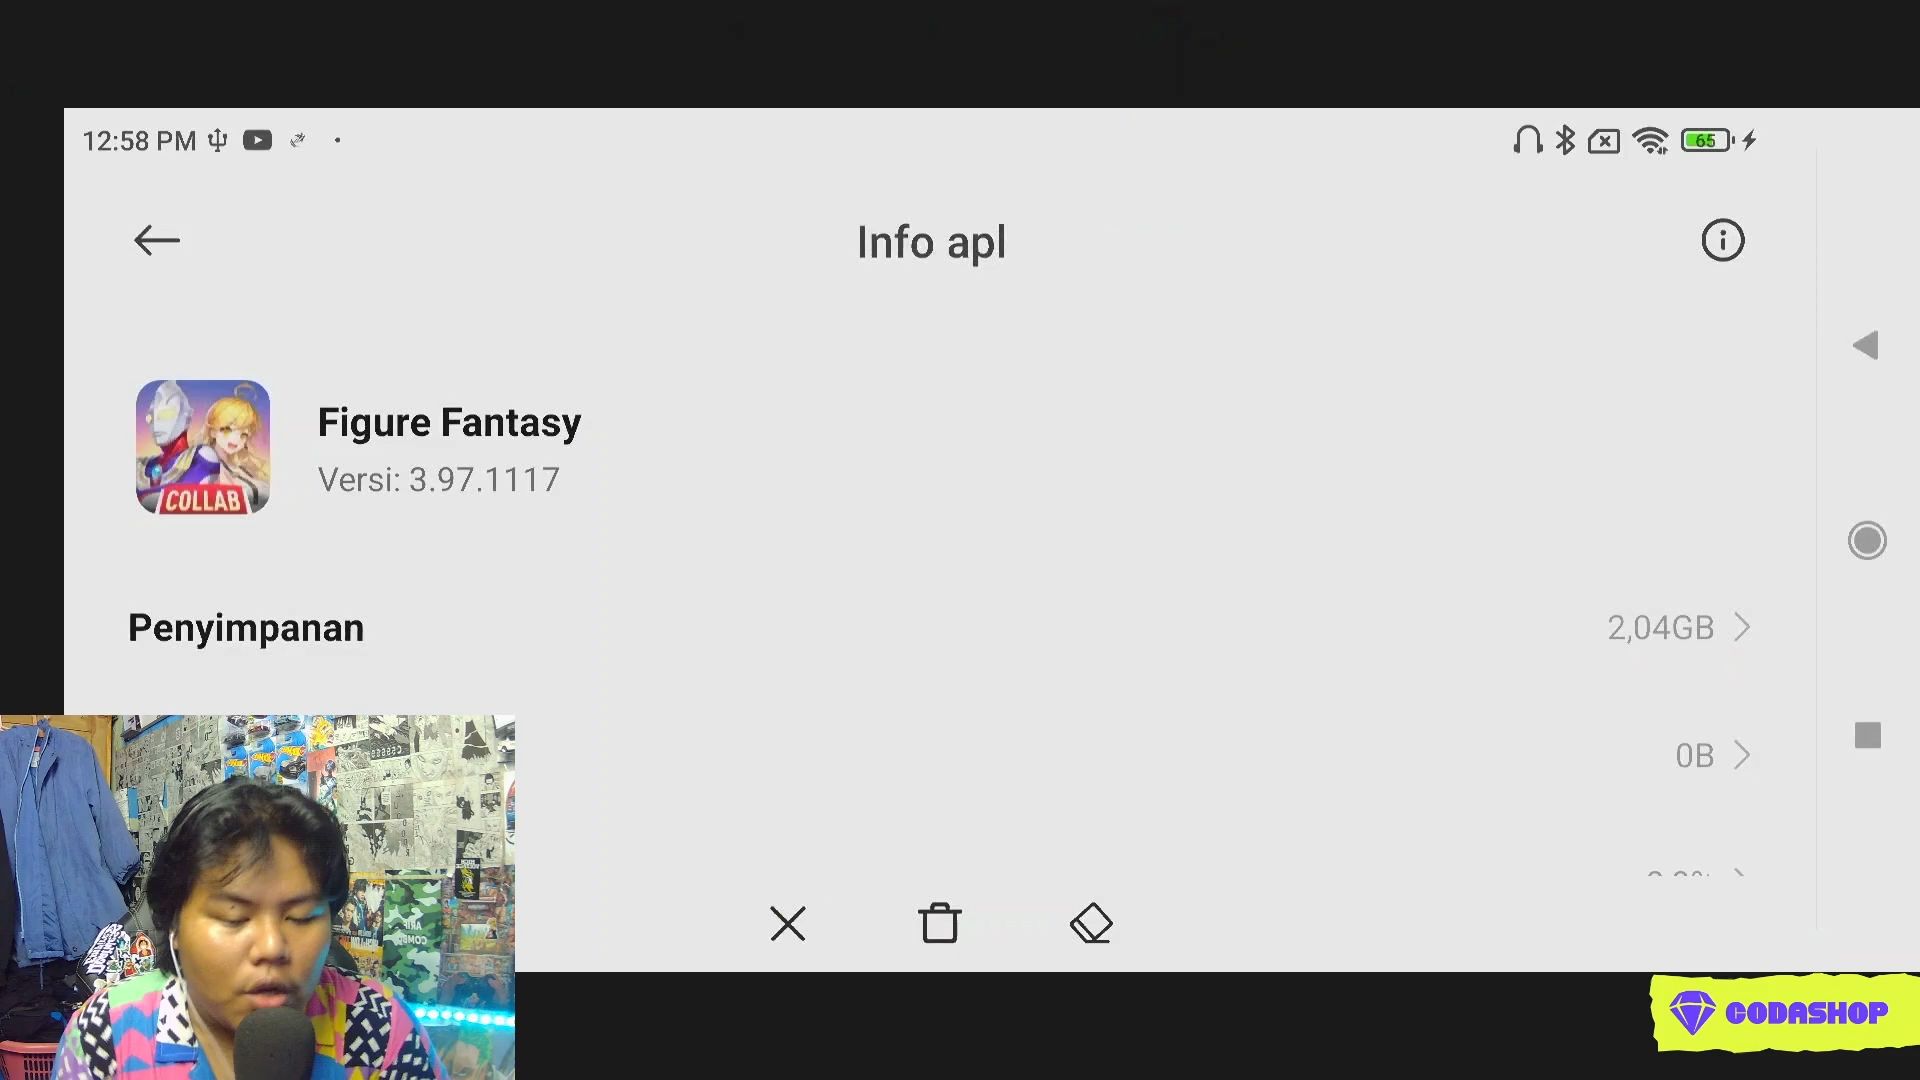 12:58 PM
65
Info apl
COLLAB
Figure Fantasy
Versi: 3.97.1117
Penyimpanan
2,04GB
0B
CODASHOP